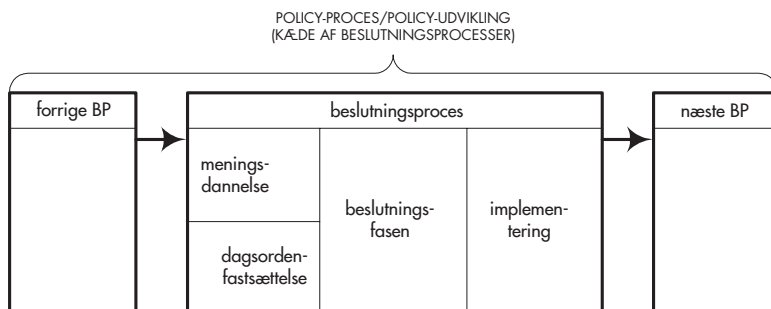 POLICY-PROCES/POLICY-UDVIKLING
(KÆDE AF BESLUTNINGSPROCESSER)
forrige BP
beslutningsproces
næste BP
menings-
dannelse
dagsorden-
fastsættelse
beslutnings-
fasen
implemen-
tering